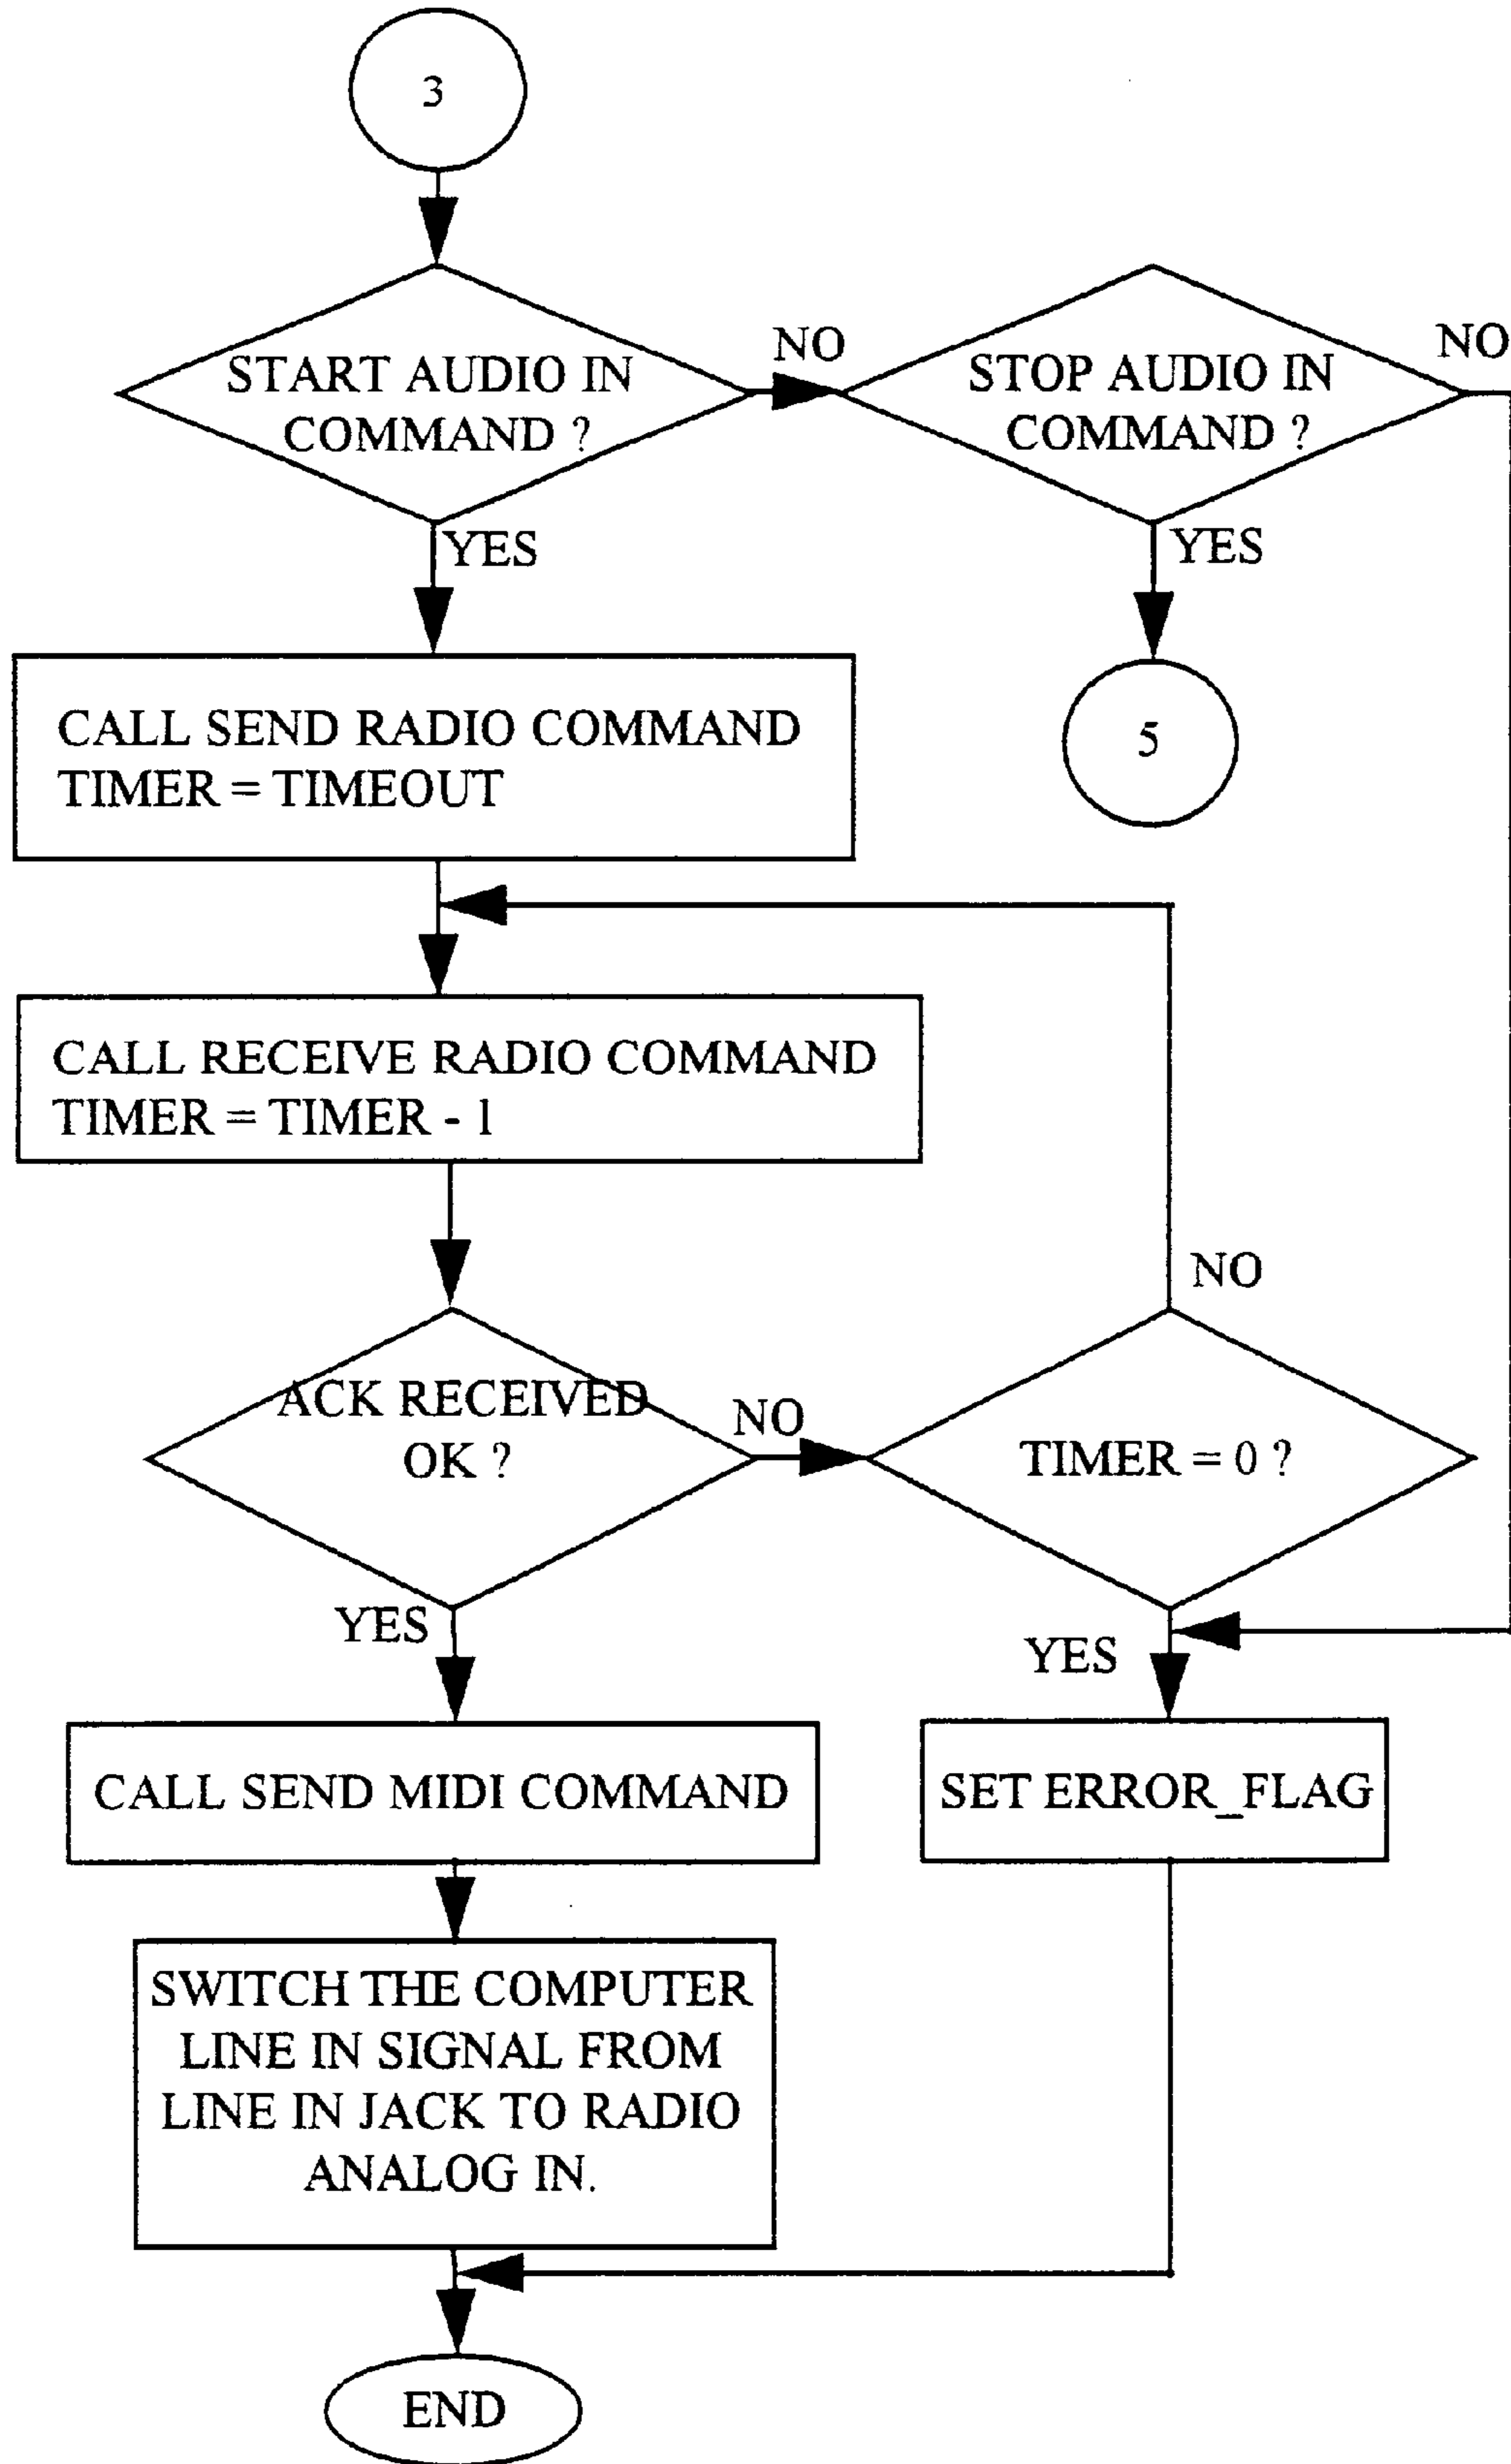 3
START AUDIO IN
COMMAND ?
NO
STOP AUDIO IN
COMMAND ?
NO
YES
YES
CALL SEND RADIO COMMAND
TIMER = TIMEOUT
5
CALL RECEIVE RADIO COMMAND
TIMER = TIMER - 1
NO
ACK RECEIVED
OK ?
NO
TIMER = 0 ?
YES
YES
CALL SEND MIDI COMMAND
SET ERROR_FLAG
SWITCH THE COMPUTER
LINE IN SIGNAL FROM
LINE IN JACK TO RADIO
ANALOG IN.
END